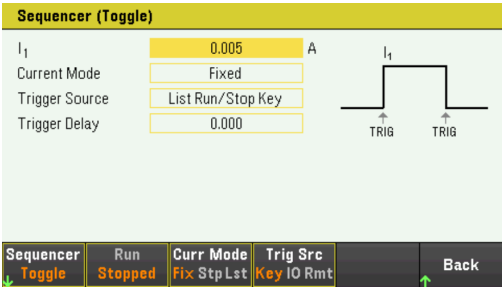 Sequencer (Toggle)
I1 0.005 A
Current Mode Fixed
Trigger Source List Run/Stop Key
Trigger Delay 0.000
I1
TRIG TRIG
Sequencer Run Curr Mode Trig Src
Toggle Stopped Fix Stp Lst Key IO Rmt Back